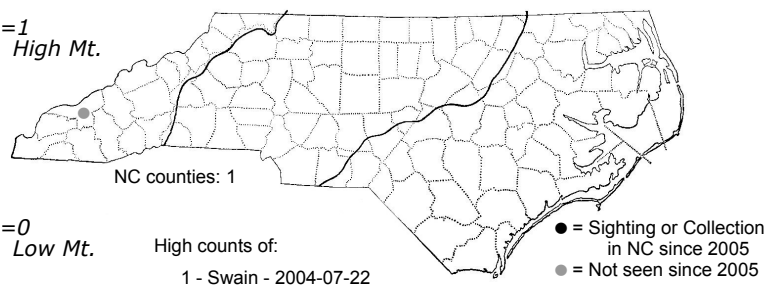 =1
High Mt.
NC counties: 1
=0
Low Mt.
High counts of:
1 - Swain - 2004-07-22
● = Sighting or Collection
in NC since 2005
● = Not seen since 2005